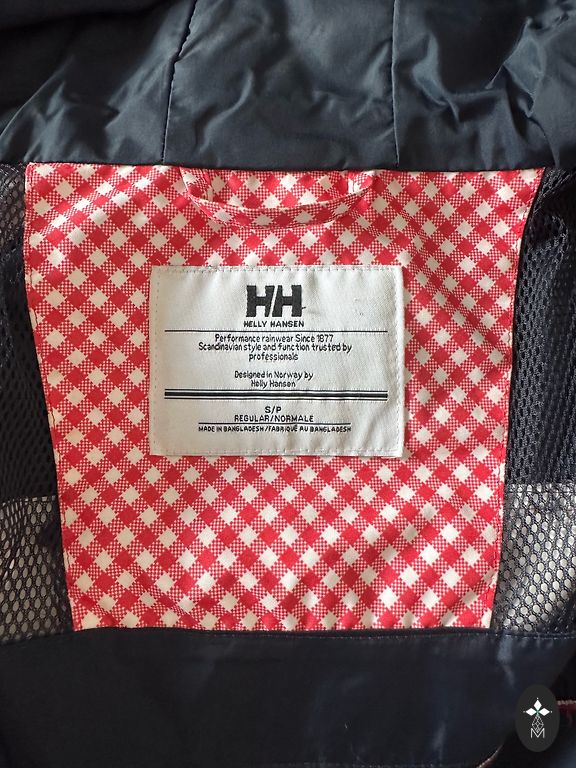 HH
HELLY HANSEN
Performance rainwear Since 1877
Scandinavian style and function trusted by
professionals
Designed in Norway by
Helly Hansen
S/P
REGULAR/NORMALE
MADE IN BANGLADESH/FABRIQUÉ AU BANGLADESH
M